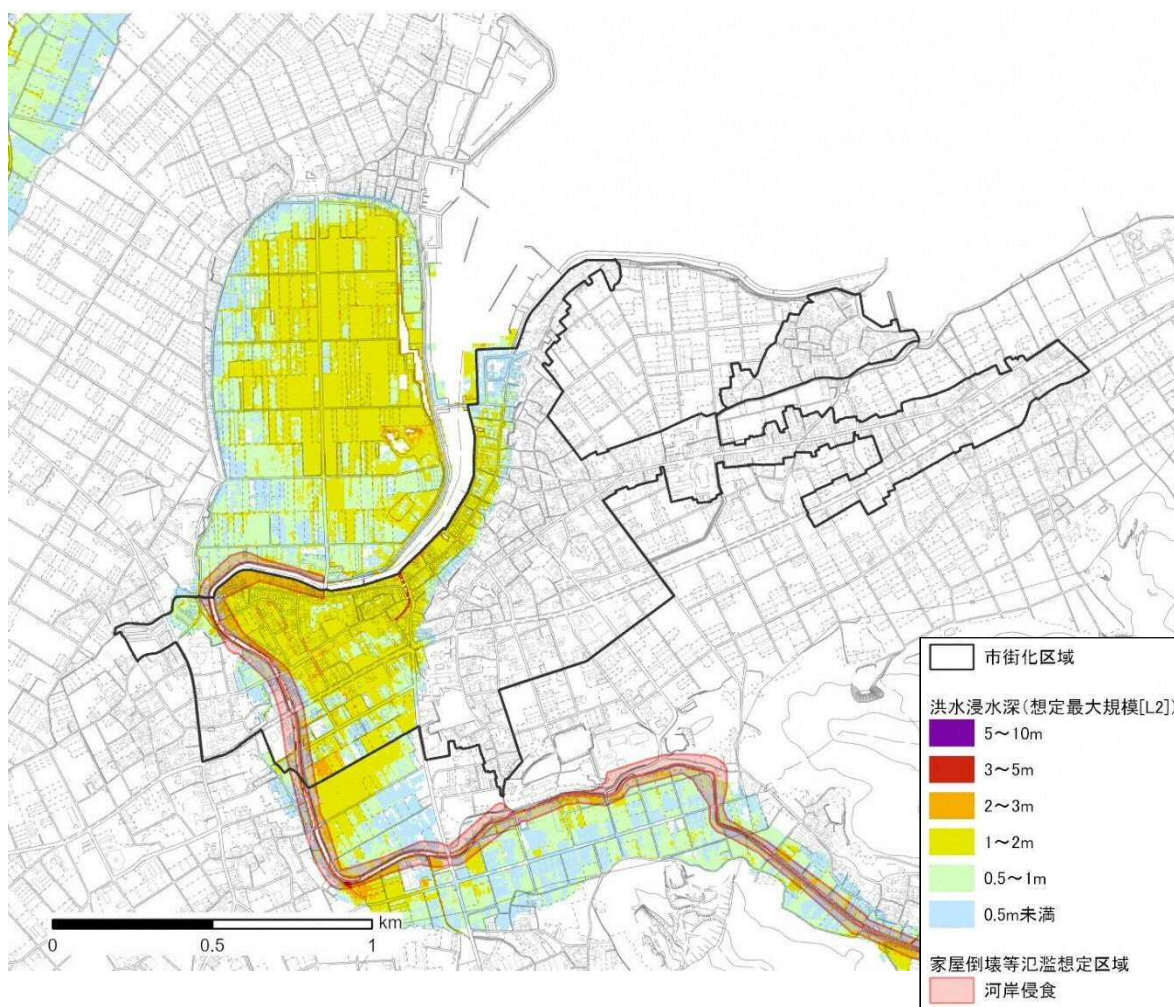 市街化区域
洪水浸水深(想定最大規模[L2])
5～10m
3～5m
2～3m
1～2m
0.5～1m
0.5m未満
家屋倒壊等氾濫想定区域
河岸侵食
km
0 0.5 1